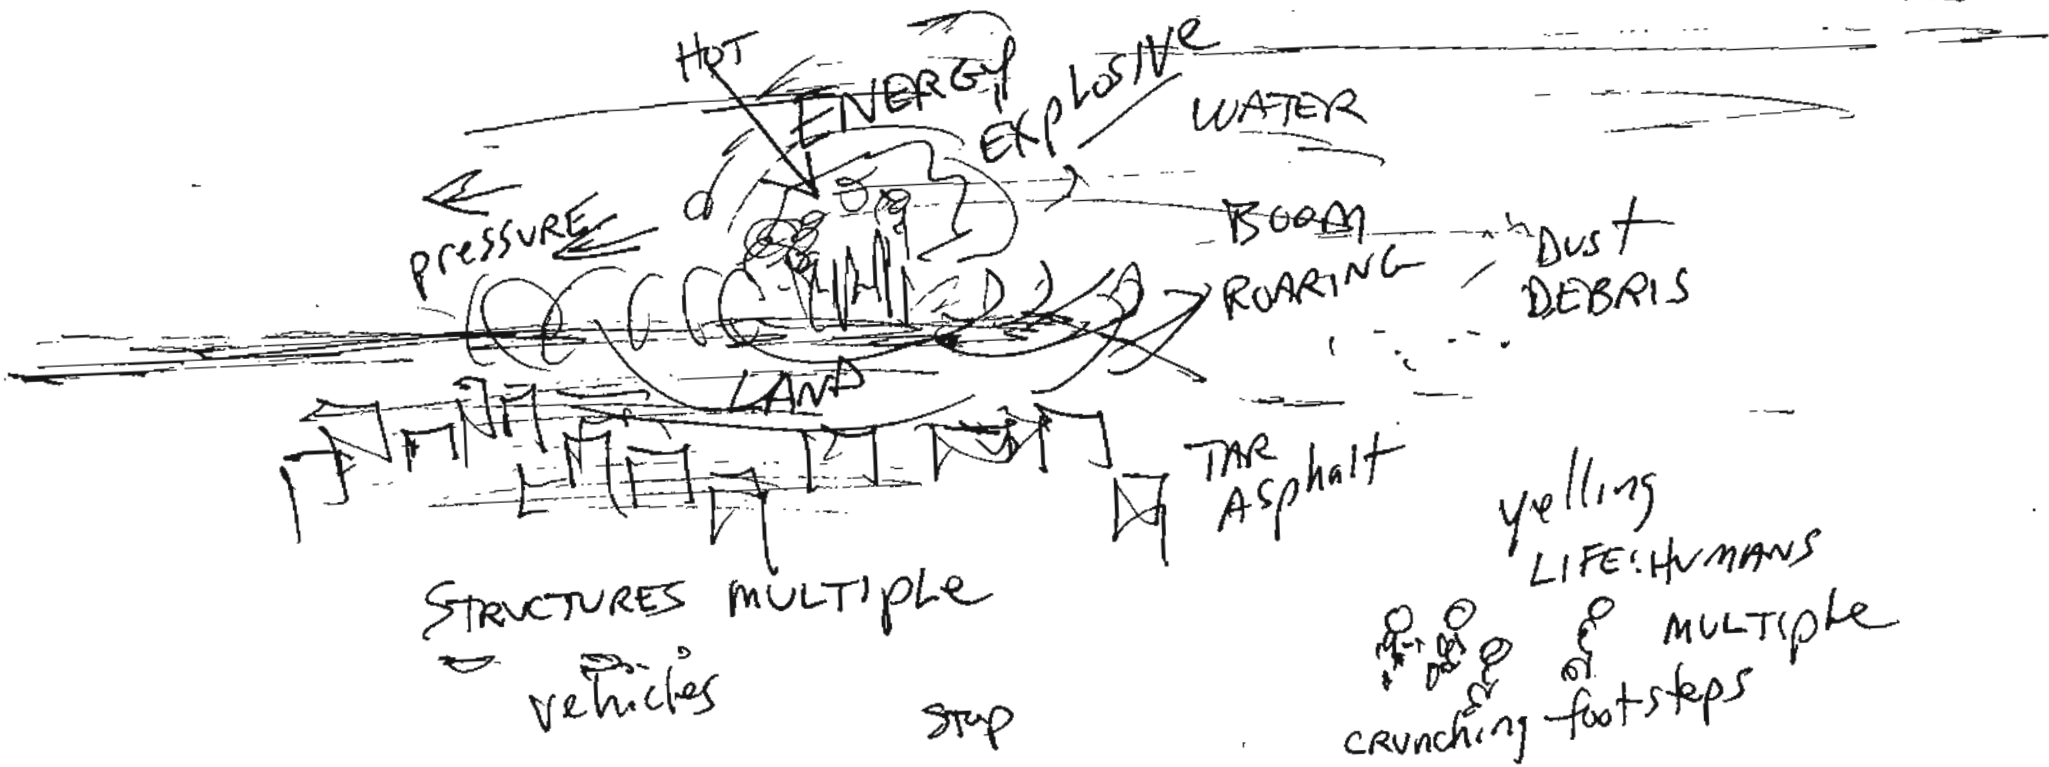 HOT
ENERGY
EXPLOSIVe
WATER
pressure
BOOM
ROARING
Dust
DEBRIS
LAND
TAR
Asphalt
yelling
LIFE: HUMANS
MULTIple
STRUCTURES MULTIple
vehicles
Stop
CRUNCHING footsteps